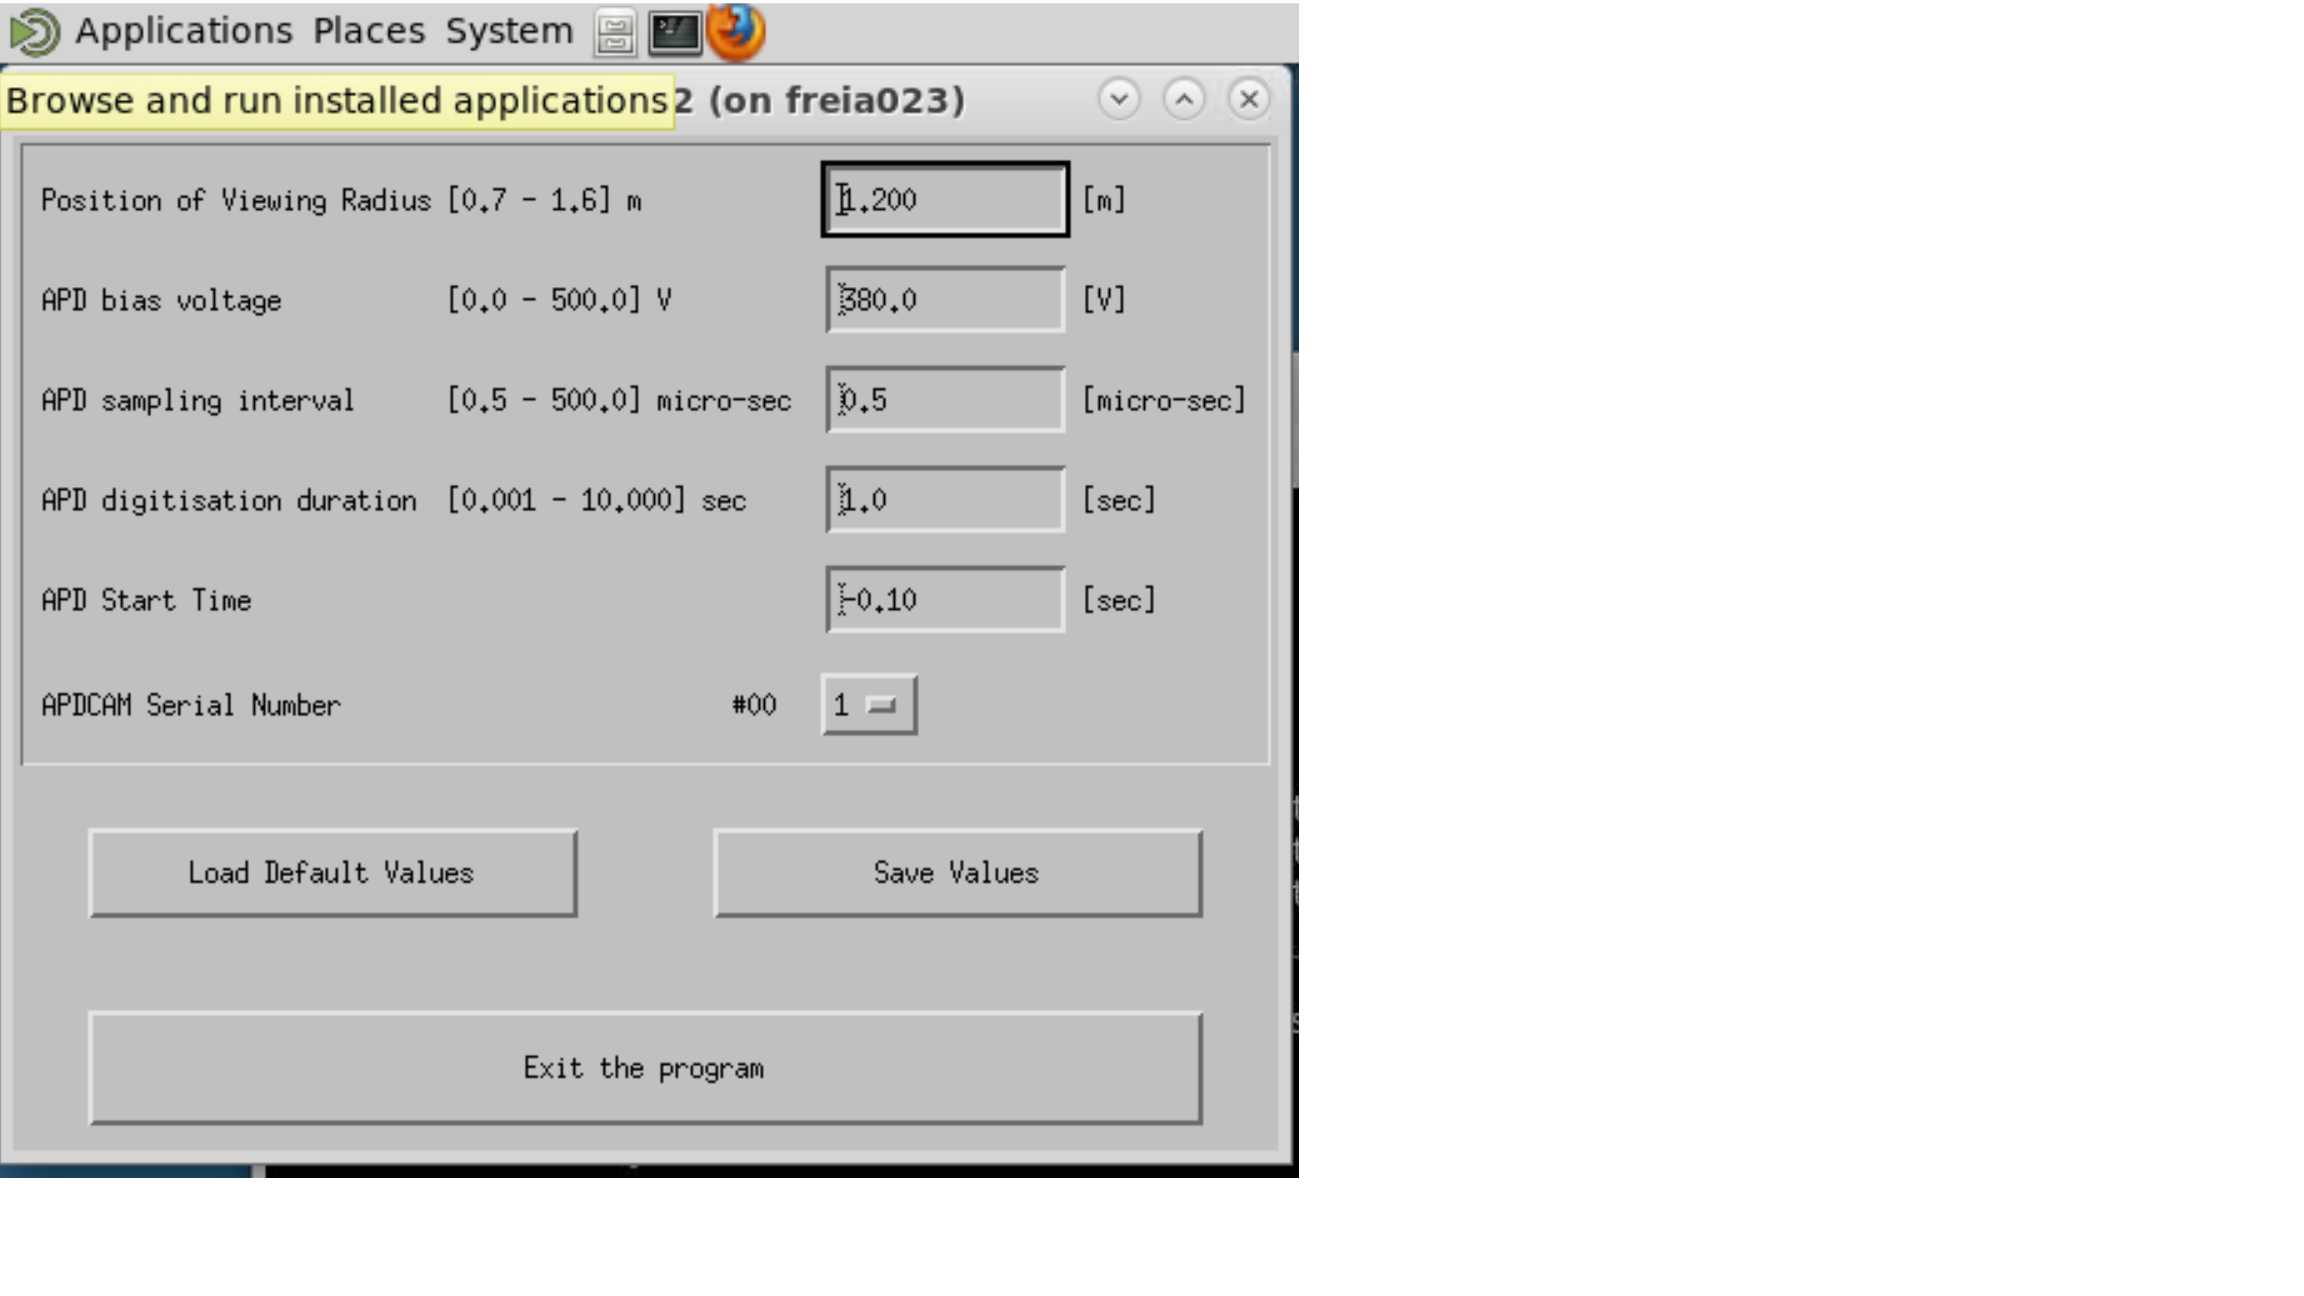 Applications Places System
Browse and run installed applications 2 (on freia023)
Position of Viewing Radius [0.7 - 1.6] m 1.200 [m]
APD bias voltage [0.0 - 500.0] V 380.0 [V]
APD sampling interval [0.5 - 500.0] micro-sec 0.5 [micro-sec]
APD digitisation duration [0.001 - 10.000] sec 1.0 [sec]
APD Start Time -0.10 [sec]
APDCAM Serial Number #00 1
Load Default Values Save Values
Exit the program